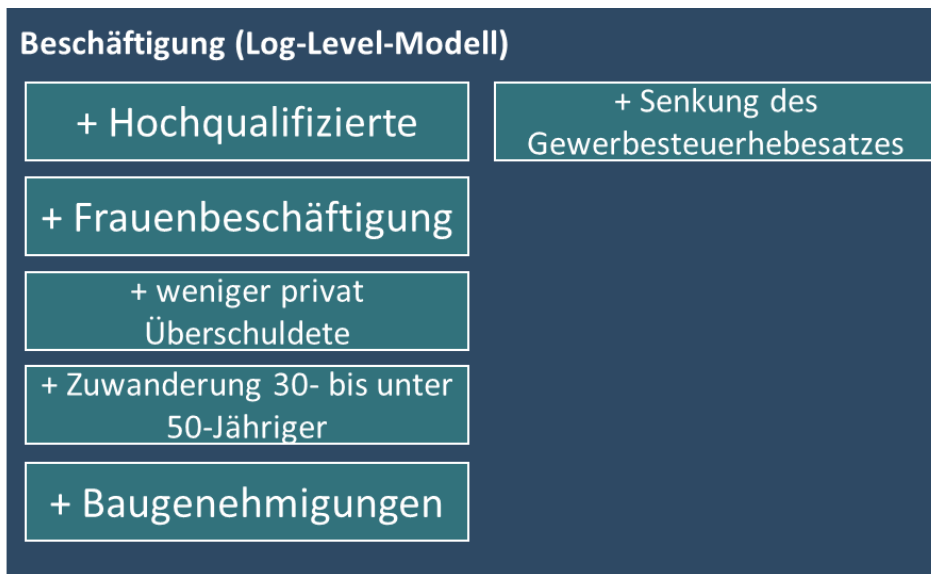 Beschäftigung (Log-Level-Modell)
+ Hochqualifizierte
+ Frauenbeschäftigung
+ weniger privat
Überschuldete
+ Zuwanderung 30- bis unter
50-Jähriger
+ Baugenehmigungen
+ Senkung des
Gewerbesteuerhebesatzes